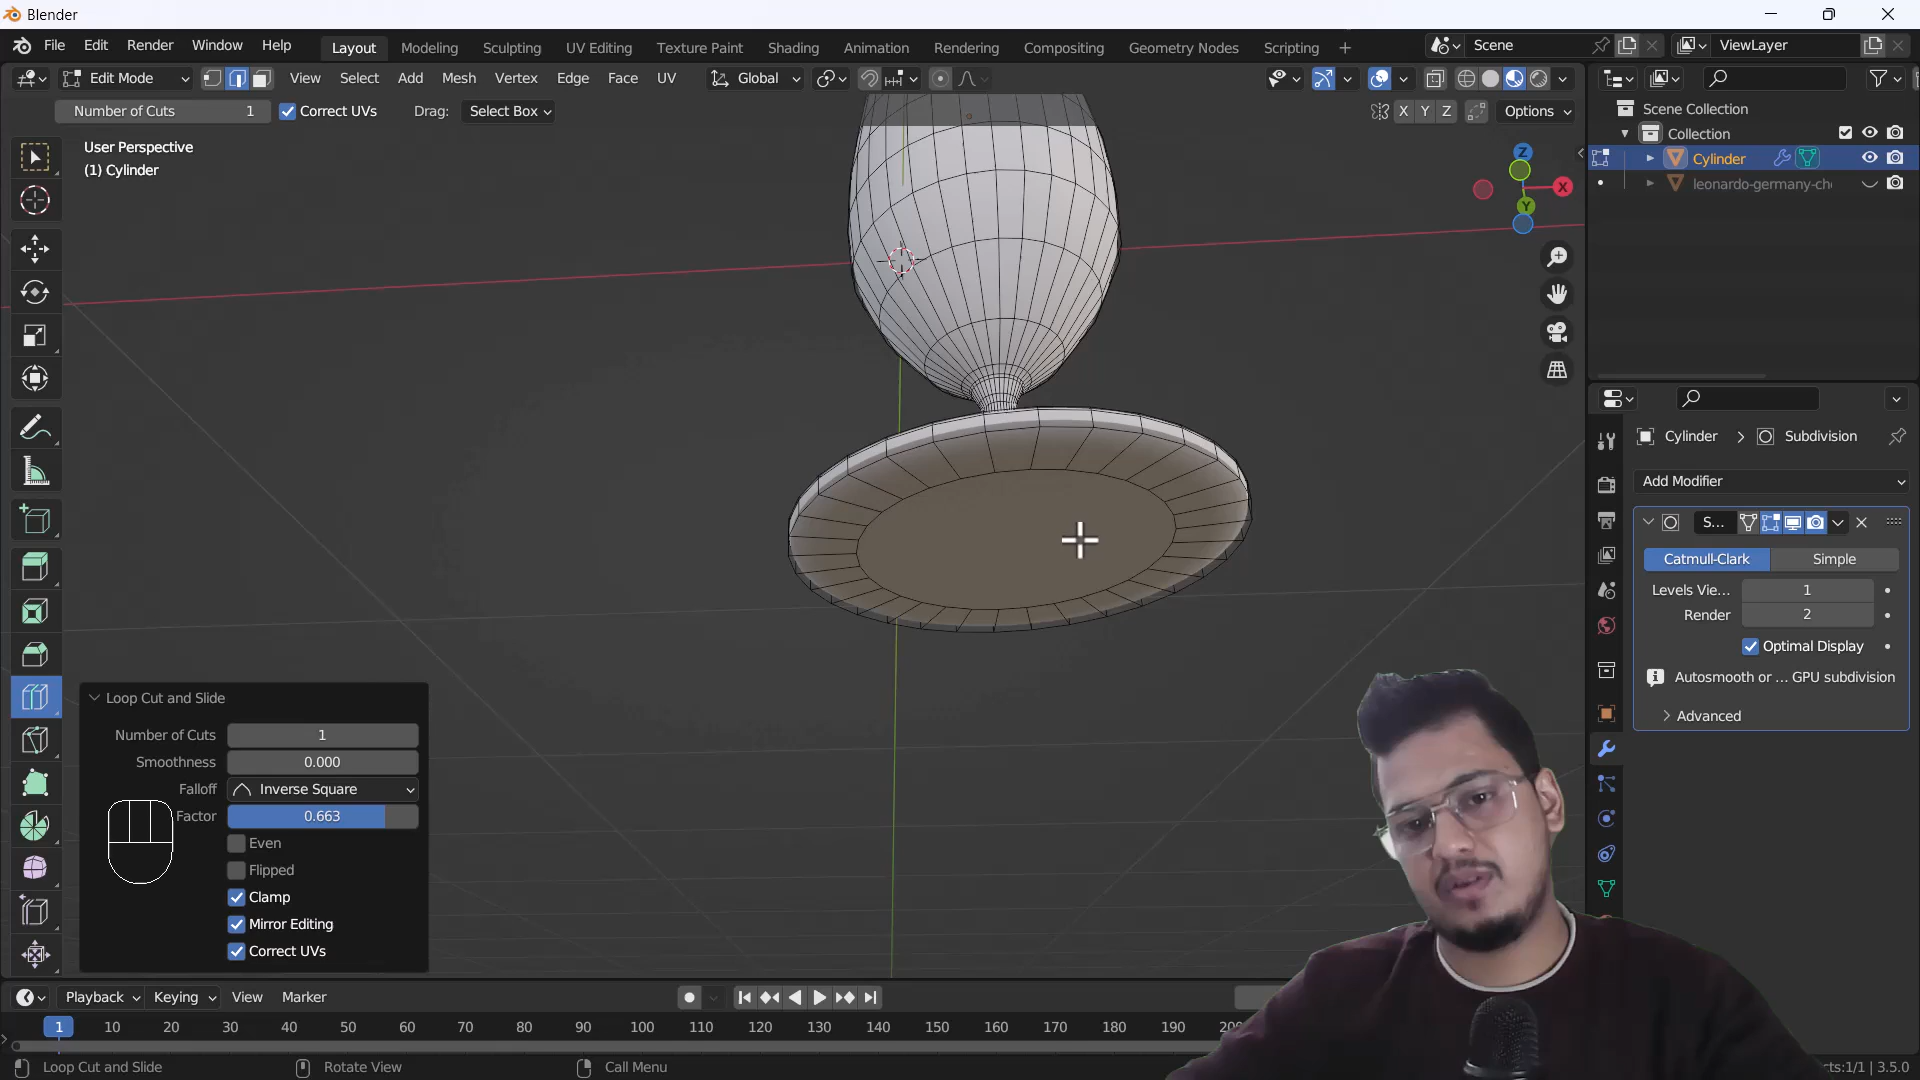 Blender
File Edit Render Window Help
Layout Modeling Sculpting UV Editing Texture Paint Shading Animation Rendering Compositing Geometry Nodes Scripting +
Scene
ViewLayer
Edit Mode
View Select Add Mesh Vertex Edge Face UV
Global
Number of Cuts 1
Correct UVs
Drag: Select Box
X Y Z
Options
User Perspective
(1) Cylinder
Z
X
Y
Scene Collection
Collection
Cylinder
leonardo-germany-ch
Cylinder > Subdivision
Add Modifier
S...
Catmull-Clark Simple
Levels Vie... 1
Render 2
Optimal Display
Autosmooth or ... GPU subdivision
Advanced
Loop Cut and Slide
Number of Cuts 1
Smoothness 0.000
Falloff Inverse Square
Factor 0.663
Even
Flipped
Clamp
Mirror Editing
Correct UVs
Playback Keying View Marker
1 10 20 30 40 50 60 70 80 90 100 110 120 130 140 150 160 170 180 190
Loop Cut and Slide Rotate View Call Menu
cts:1/1 | 3.5.0